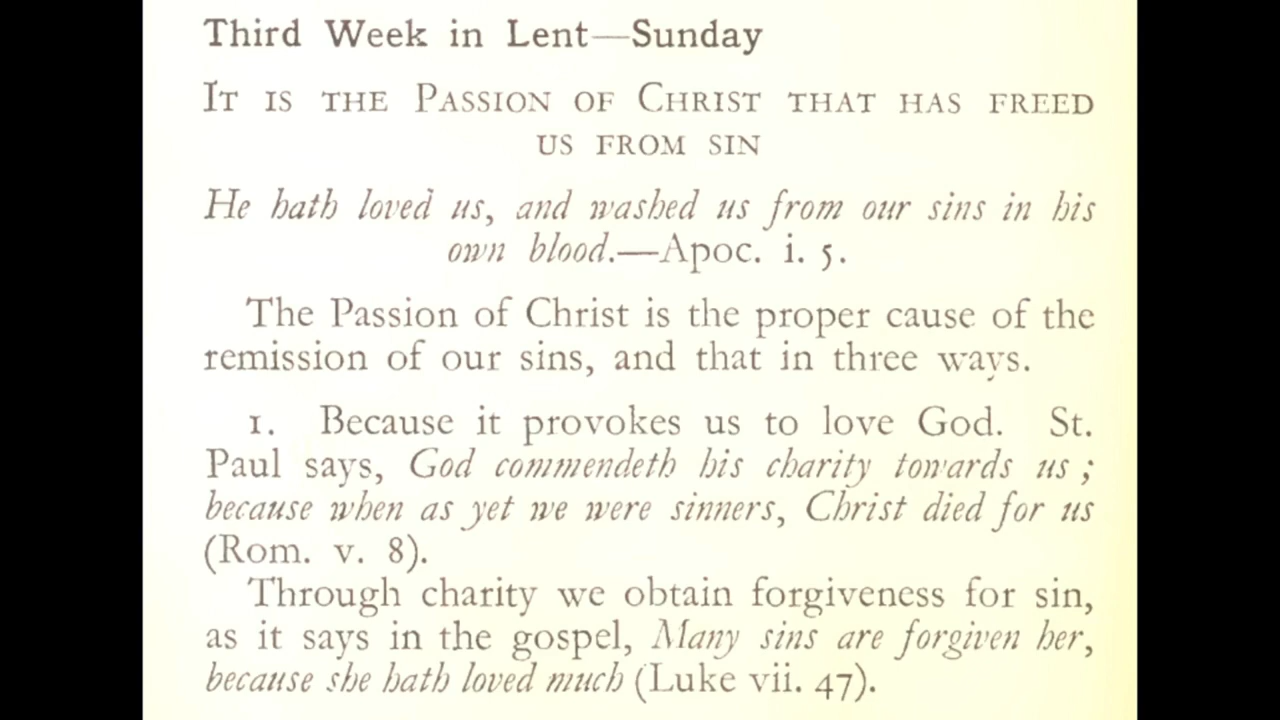 Third Week in Lent—Sunday
It is the Passion of Christ that has freed
us from sin
He hath loved us, and washed us from our sins in his
own blood.—Apoc. i. 5.
The Passion of Christ is the proper cause of the
remission of our sins, and that in three ways.
1. Because it provokes us to love God. St.
Paul says, God commendeth his charity towards us ;
because when as yet we were sinners, Christ died for us
(Rom. v. 8).
Through charity we obtain forgiveness for sin,
as it says in the gospel, Many sins are forgiven her,
because she hath loved much (Luke vii. 47).